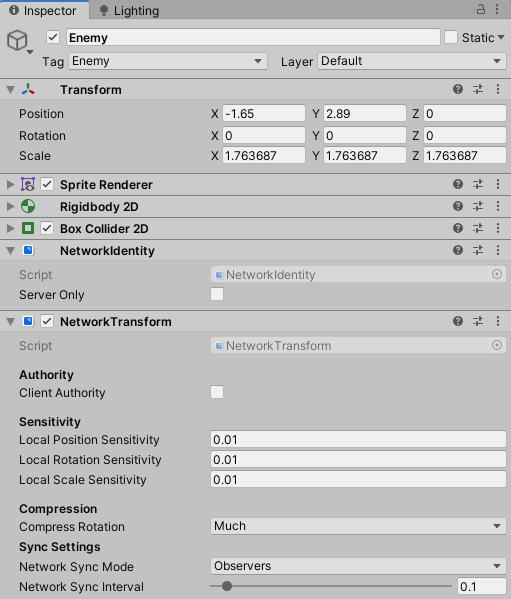 Inspector Lighting
Enemy Static
Tag Enemy Layer Default
Transform
Position X -1.65 Y 2.89 Z 0
Rotation X 0 Y 0 Z 0
Scale X 1.763687 Y 1.763687 Z 1.763687
Sprite Renderer
Rigidbody 2D
Box Collider 2D
NetworkIdentity
Script NetworkIdentity
Server Only
NetworkTransform
Script NetworkTransform
Authority
Client Authority
Sensitivity
Local Position Sensitivity 0.01
Local Rotation Sensitivity 0.01
Local Scale Sensitivity 0.01
Compression
Compress Rotation Much
Sync Settings
Network Sync Mode Observers
Network Sync Interval 0.1